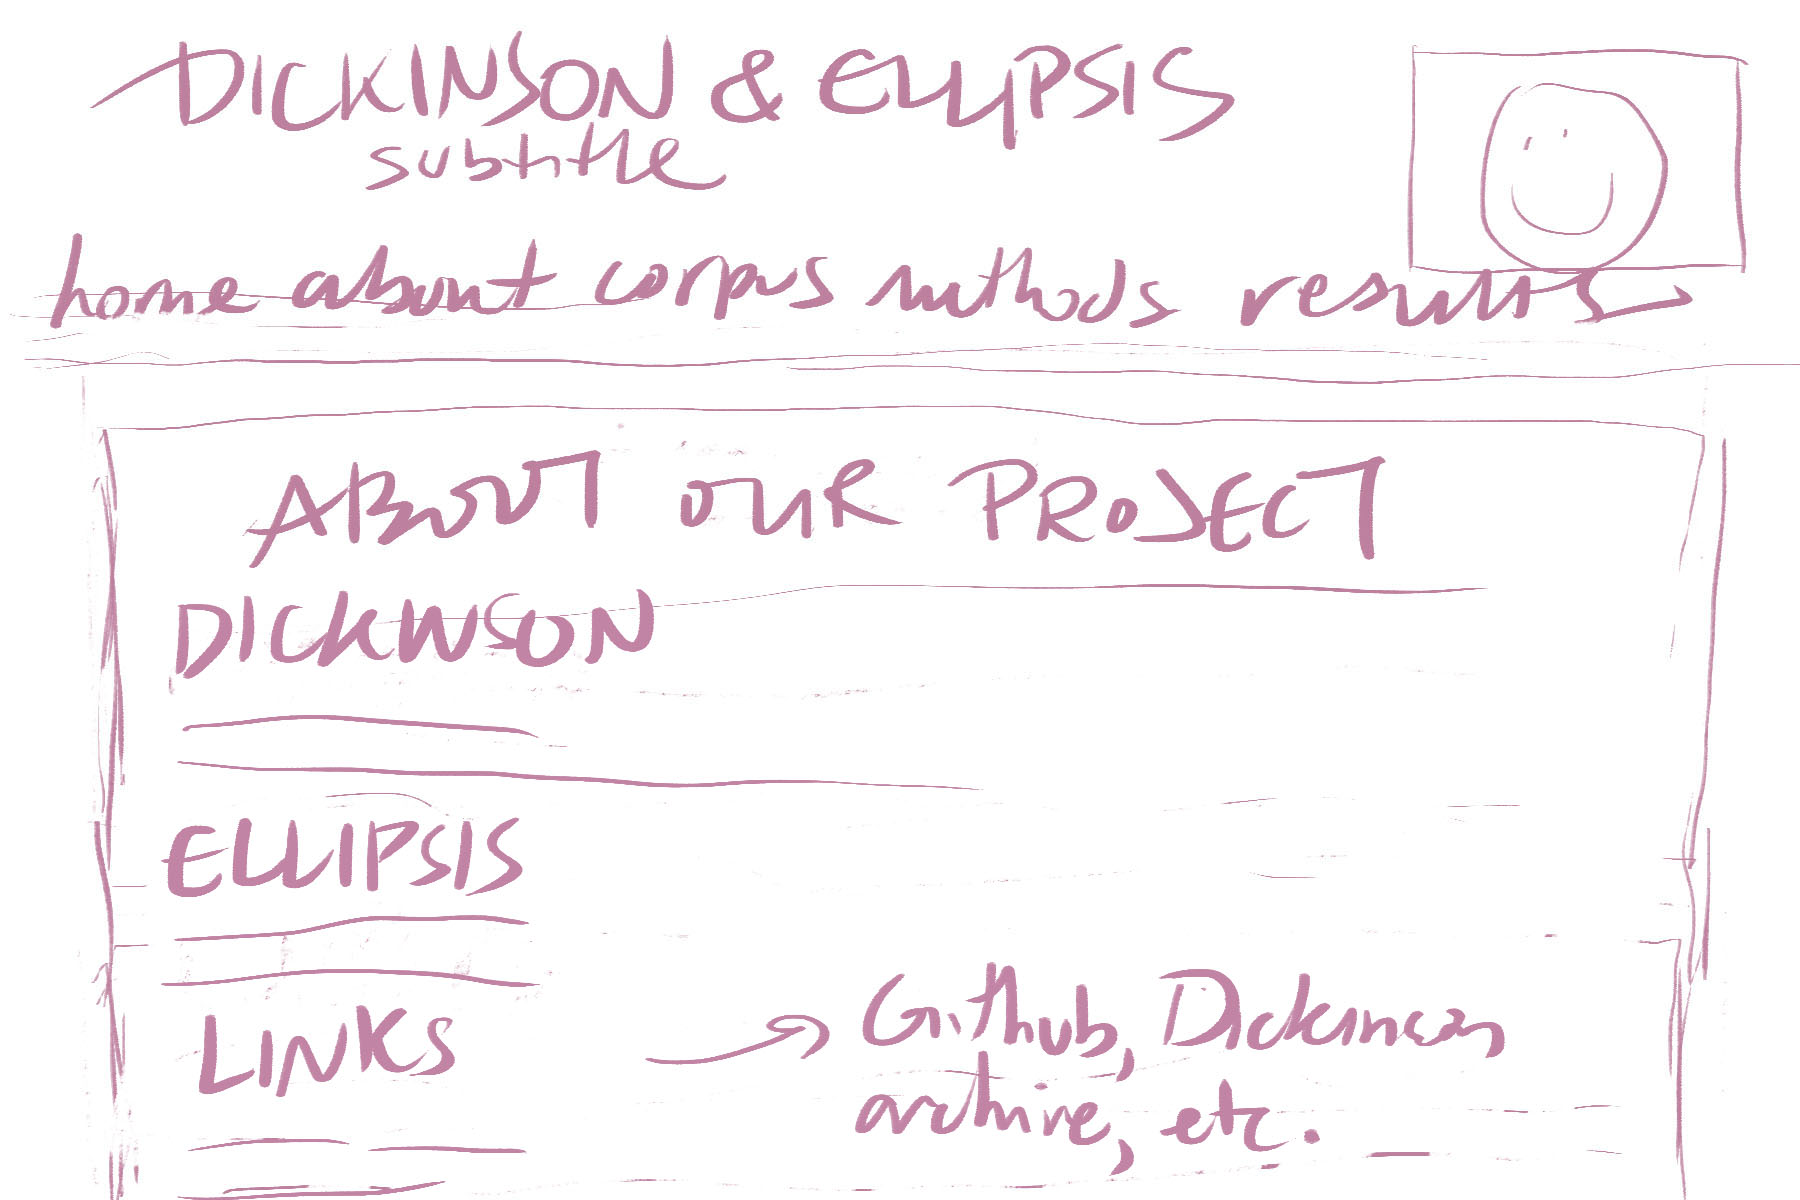 DICKINSON & ELLIPSIS
subtitle
home about corpus methods results
ABOUT OUR PROJECT
DICKINSON
ELLIPSIS
LINKS
Github, Dickinson
archive, etc.